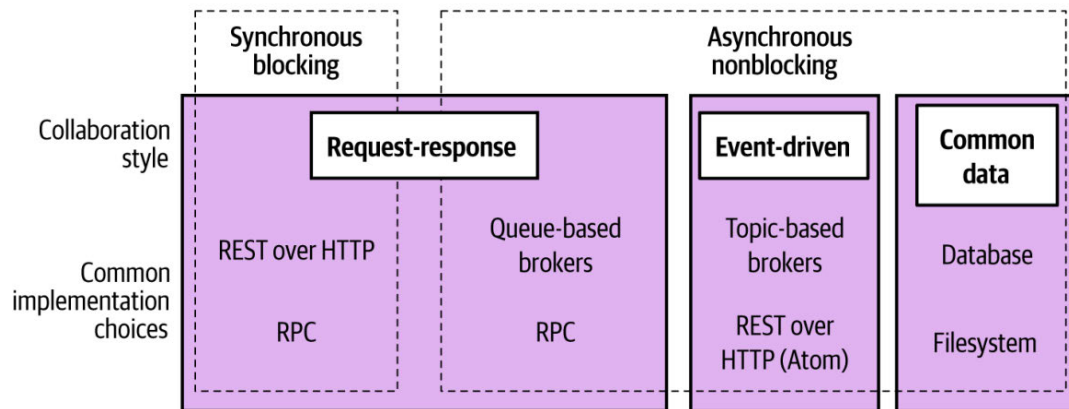 Synchronous
blocking
Asynchronous
nonblocking
Collaboration
style
Request-response
Event-driven
Common
data
Common
implementation
choices
REST over HTTP
Queue-based
brokers
Topic-based
brokers
Database
RPC
RPC
REST over
HTTP (Atom)
Filesystem